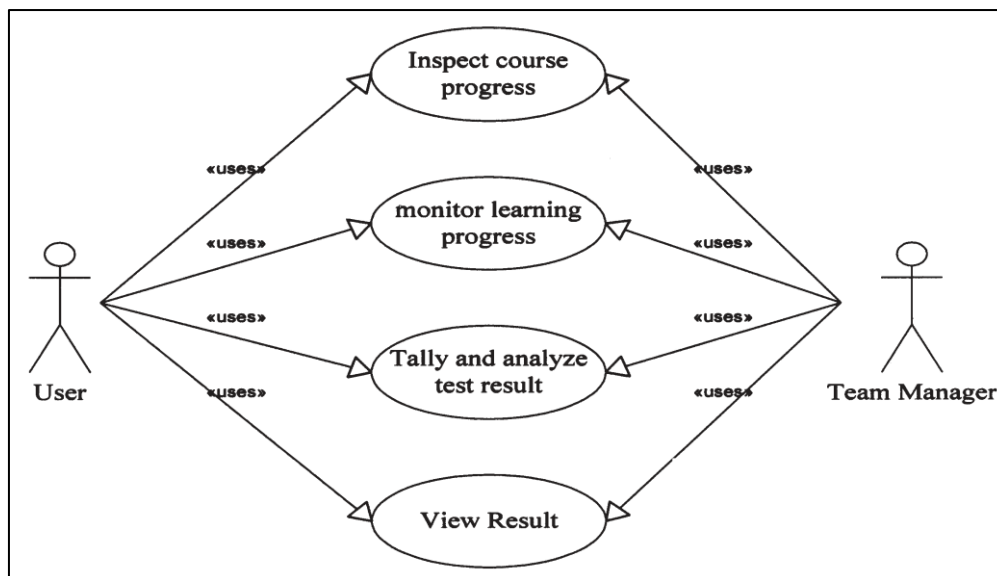 Inspect course
progress
«uses»
«uses»
monitor learning
progress
«uses»
«uses»
«uses»
«uses»
Tally and analyze
test result
«uses»
«uses»
User
Team Manager
View Result